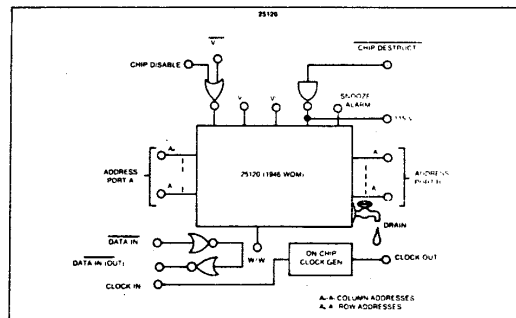 25120
V
CHIP DISABLE
CHIP DESTRUCT
V
V
SNOOZE
ALARM
ADDRESS
PORT A
A
A
25120 (1946 WOM)
A
A
ADDRESS
DRAIN
DATA IN
DATA IN (OUT)
CLOCK IN
W/W
ON CHIP
CLOCK GEN
CLOCK OUT
COLUMN ADDRESSES
ROW ADDRESSES